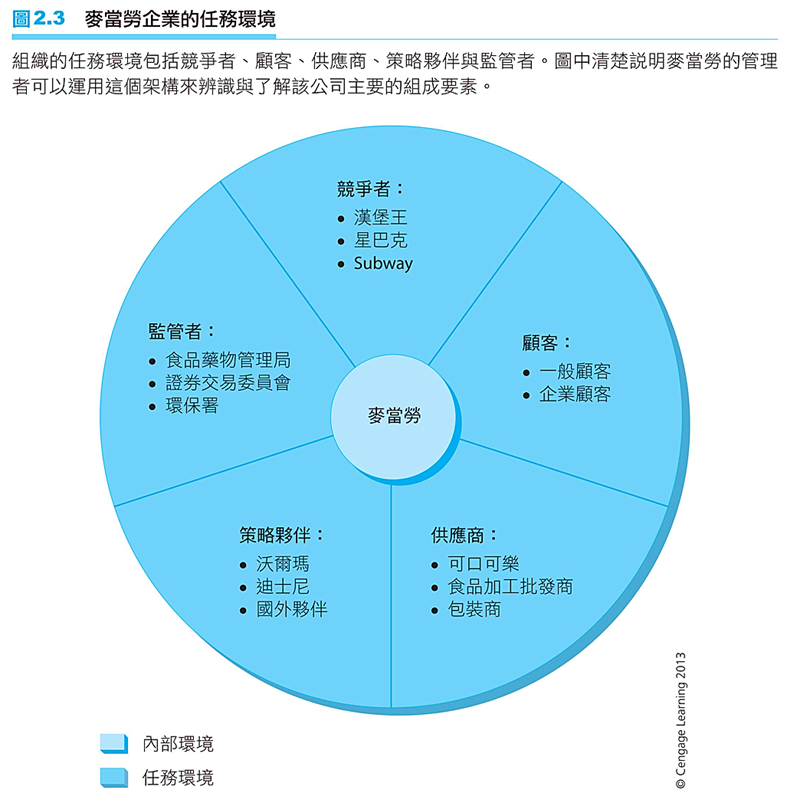 圖2.3 麥當勞企業的任務環境
組織的任務環境包括競爭者、顧客、供應商、策略夥伴與監管者。圖中清楚説明麥當勞的管理
者可以運用這個架構來辨識與了解該公司主要的組成要素。
競爭者：
• 漢堡王
• 星巴克
• Subway
監管者：
• 食品藥物管理局
• 證券交易委員會
• 環保署
顧客：
• 一般顧客
• 企業顧客
麥當勞
策略夥伴：
• 沃爾瑪
• 迪士尼
• 國外夥伴
供應商：
• 可口可樂
• 食品加工批發商
• 包裝商
內部環境
任務環境
© Cengage Learning 2013